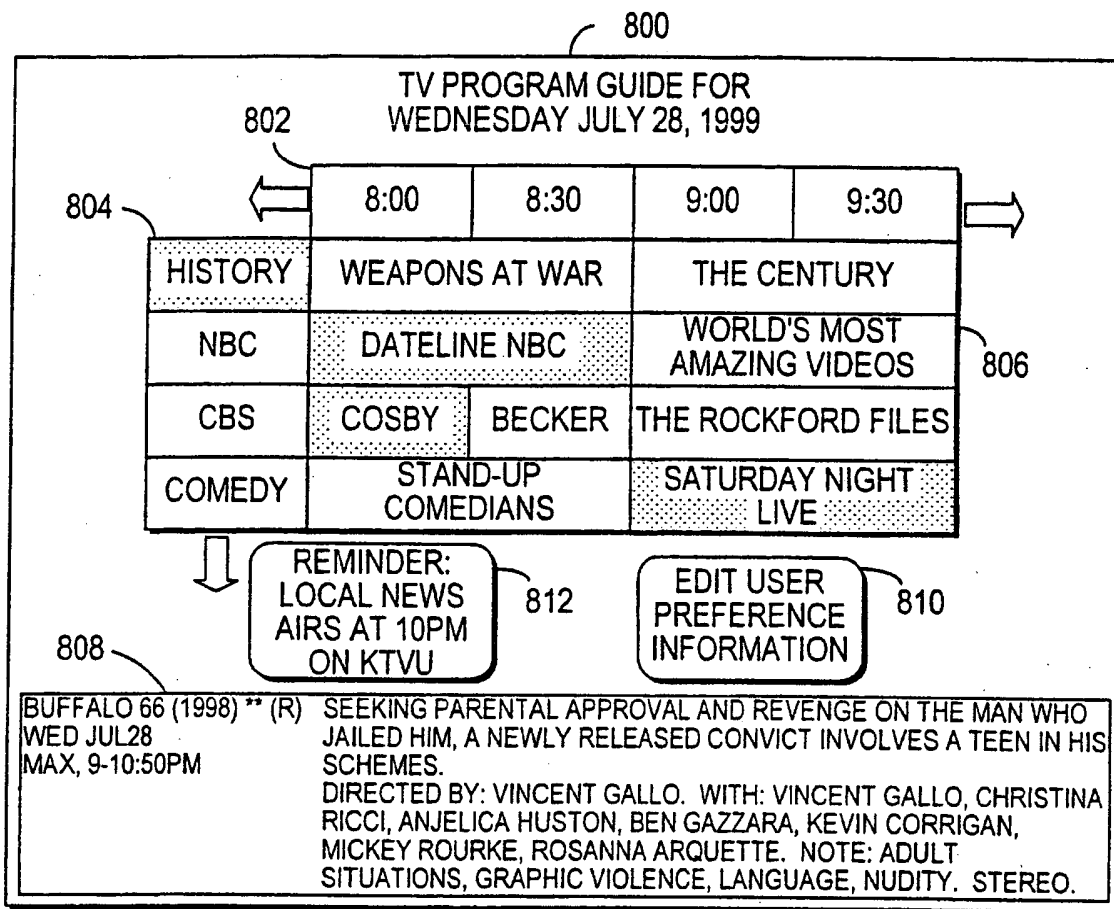 800
TV PROGRAM GUIDE FOR
WEDNESDAY JULY 28, 1999
802
8:00 8:30 9:00 9:30
804
HISTORY WEAPONS AT WAR THE CENTURY
NBC DATELINE NBC WORLD'S MOST
AMAZING VIDEOS
806
CBS COSBY BECKER THE ROCKFORD FILES
COMEDY STAND-UP
COMEDIANS
SATURDAY NIGHT
LIVE
REMINDER:
LOCAL NEWS
AIRS AT 10PM
ON KTVU
812
EDIT USER
PREFERENCE
INFORMATION
810
808
BUFFALO 66 (1998) ** (R)
WED JUL28
MAX, 9-10:50PM
SEEKING PARENTAL APPROVAL AND REVENGE ON THE MAN WHO
JAILED HIM, A NEWLY RELEASED CONVICT INVOLVES A TEEN IN HIS
SCHEMES.
DIRECTED BY: VINCENT GALLO. WITH: VINCENT GALLO, CHRISTINA
RICCI, ANJELICA HUSTON, BEN GAZZARA, KEVIN CORRIGAN,
MICKEY ROURKE, ROSANNA ARQUETTE. NOTE: ADULT
SITUATIONS, GRAPHIC VIOLENCE, LANGUAGE, NUDITY. STEREO.